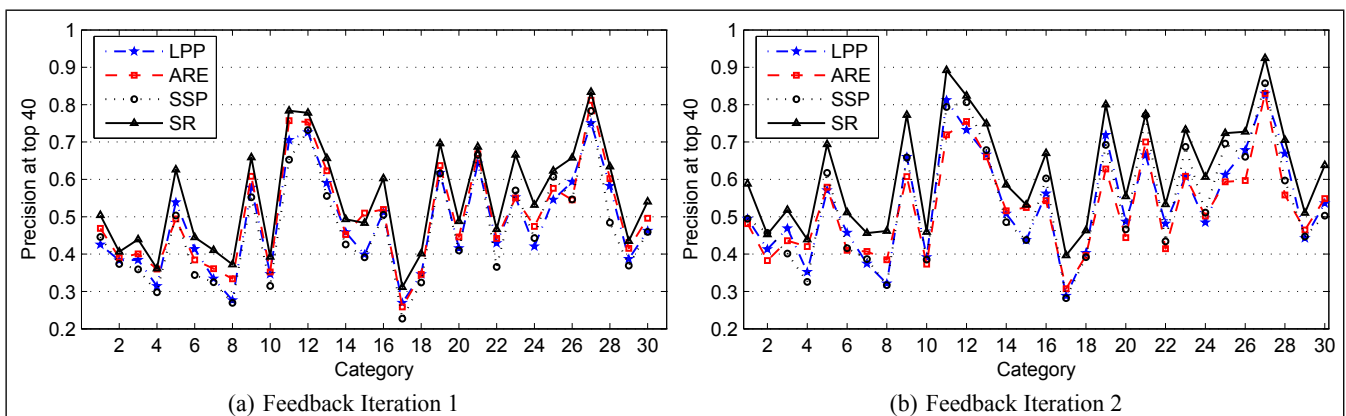 1
0.9
0.8
0.7
0.6
0.5
0.4
0.3
0.2
Precision at top 40
LPP
ARE
SSP
SR
2 4 6 8 10 12 14 16 18 20 22 24 26 28 30
Category
(a) Feedback Iteration 1
1
0.9
0.8
0.7
0.6
0.5
0.4
0.3
0.2
Precision at top 40
LPP
ARE
SSP
SR
2 4 6 8 10 12 14 16 18 20 22 24 26 28 30
Category
(b) Feedback Iteration 2